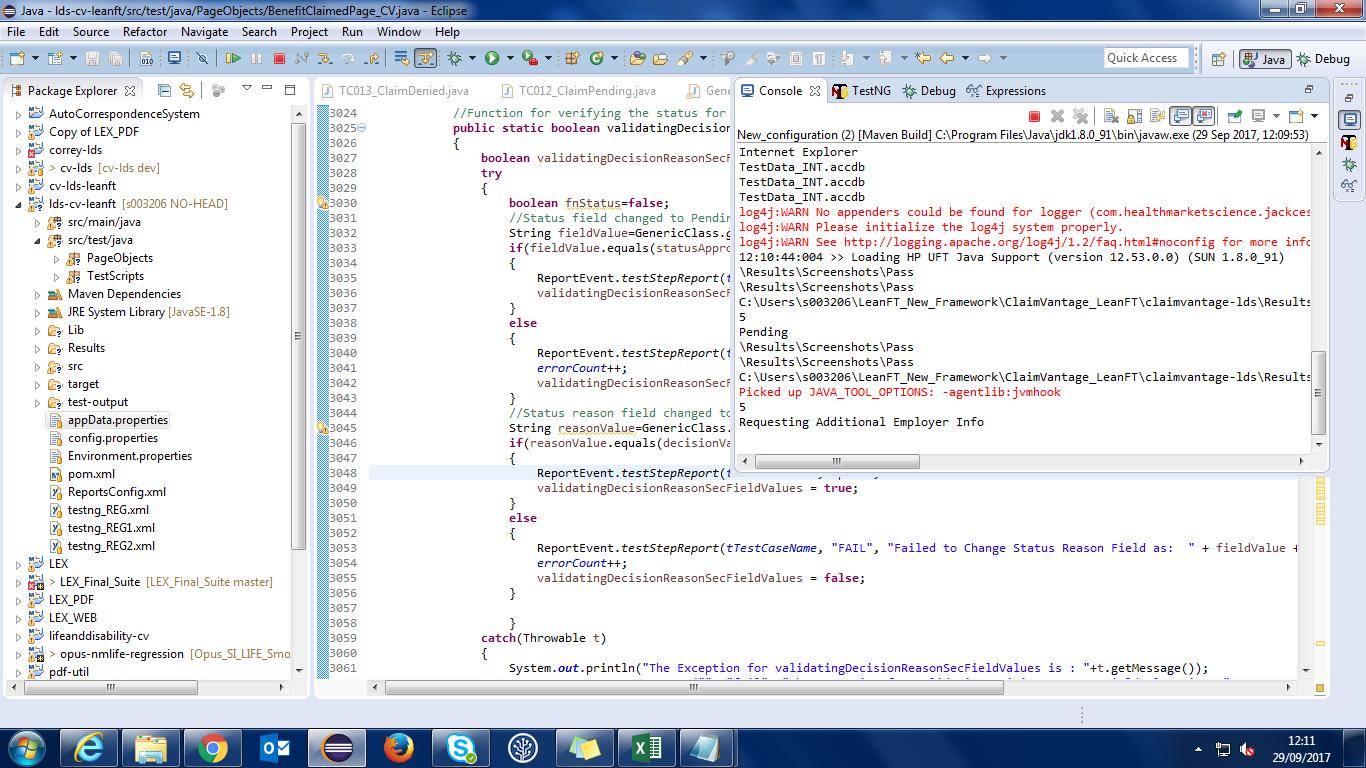 Java - lds-cv-leanft/src/test/java/PageObjects/BenefitClaimedPage_CV.java - Eclipse
File Edit Source Refactor Navigate Search Project Run Window Help
Quick Access
Java
Debug
Package Explorer
AutoCorrespondenceSystem
Copy of LEX_PDF
correy-lds
> cv-lds [cv-lds dev]
cv-lds-leanft
lds-cv-leanft [s003206 NO-HEAD]
src/main/java
src/test/java
PageObjects
TestScripts
Maven Dependencies
JRE System Library [JavaSE-1.8]
Lib
Results
src
target
test-output
appData.properties
config.properties
Environment.properties
pom.xml
ReportsConfig.xml
testng_REG.xml
testng_REG1.xml
testng_REG2.xml
LEX
> LEX_Final_Suite [LEX_Final_Suite master]
LEX_PDF
LEX_WEB
lifeanddisability-cv
> opus-nmlife-regression [Opus_SI_LIFE_Smo
pdf-util
TC013_ClaimDenied.java
TC012_ClaimPending.java
Gene
3024 //Function for verifying the status for
3025 public static boolean validatingDecision
3026 {
3027 boolean validatingDecisionReasonSecF
3028 try
3029 {
3030 boolean fnStatus=false;
3031 //Status field changed to Pendin
3032 String fieldValue=GenericClass.g
3033 if(fieldValue.equals(statusAppro
3034 {
3035 ReportEvent.testStepReport(t
3036 validatingDecisionReasonSecF
3037 }
3038 else
3039 {
3040 ReportEvent.testStepReport(t
3041 errorCount++;
3042 validatingDecisionReasonSecF
3043 }
3044 //Status reason field changed to
3045 String reasonValue=GenericClass.
3046 if(reasonValue.equals(decisionVa
3047 {
3048 ReportEvent.testStepReport(t
3049 validatingDecisionReasonSecFieldValues = true;
3050 }
3051 else
3052 {
3053 ReportEvent.testStepReport(tTestCaseName, "FAIL", "Failed to Change Status Reason Field as:  " + fieldValue +
3054 errorCount++;
3055 validatingDecisionReasonSecFieldValues = false;
3056 }
3057
3058 }
3059 catch(Throwable t)
3060 {
3061 System.out.println("The Exception for validatingDecisionReasonSecFieldValues is : "+t.getMessage());
Console
TestNG
Debug
Expressions
New_configuration (2) [Maven Build] C:\Program Files\Java\jdk1.8.0_91\bin\javaw.exe (29 Sep 2017, 12:09:53)
Internet Explorer
TestData_INT.accdb
TestData_INT.accdb
TestData_INT.accdb
log4j:WARN No appenders could be found for logger (com.healthmarketscience.jackces
log4j:WARN Please initialize the log4j system properly.
log4j:WARN See http://logging.apache.org/log4j/1.2/faq.html#noconfig for more info
12:10:44:004 >> Loading HP UFT Java Support (version 12.53.0.0) (SUN 1.8.0_91)
\Results\Screenshots\Pass
\Results\Screenshots\Pass
C:\Users\s003206\LeanFT_New_Framework\ClaimVantage_LeanFT\claimvantage-lds\Results
5
Pending
\Results\Screenshots\Pass
\Results\Screenshots\Pass
C:\Users\s003206\LeanFT_New_Framework\ClaimVantage_LeanFT\claimvantage-lds\Results
Picked up JAVA_TOOL_OPTIONS: -agentlib:jvmhook
5
Requesting Additional Employer Info
12:11
29/09/2017